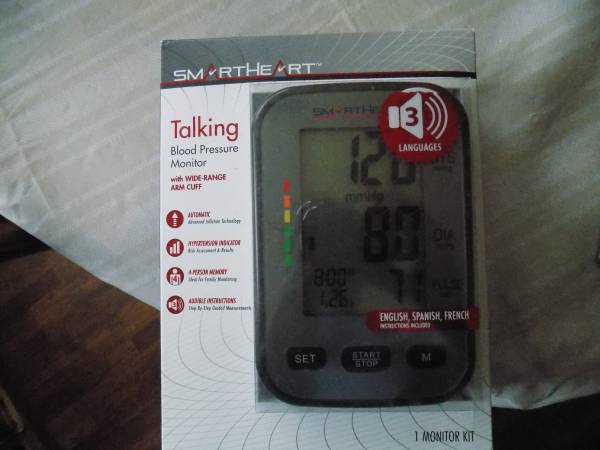 SMARTHEART™
Talking
Blood Pressure
Monitor
with WIDE-RANGE
ARM CUFF
AUTOMATIC
Advanced Inflation Technology
HYPERTENSION INDICATOR
Risk Assessment & Results
4-PERSON MEMORY
Ideal For Family Monitoring
AUDIBLE INSTRUCTIONS
Step-By-Step Guided Measurements
3
LANGUAGES
120
mmHg
80
DIA
8:00
1.26
71
PULSE
ENGLISH, SPANISH, FRENCH
INSTRUCTIONS INCLUDED
SET
START
STOP
M
1 MONITOR KIT